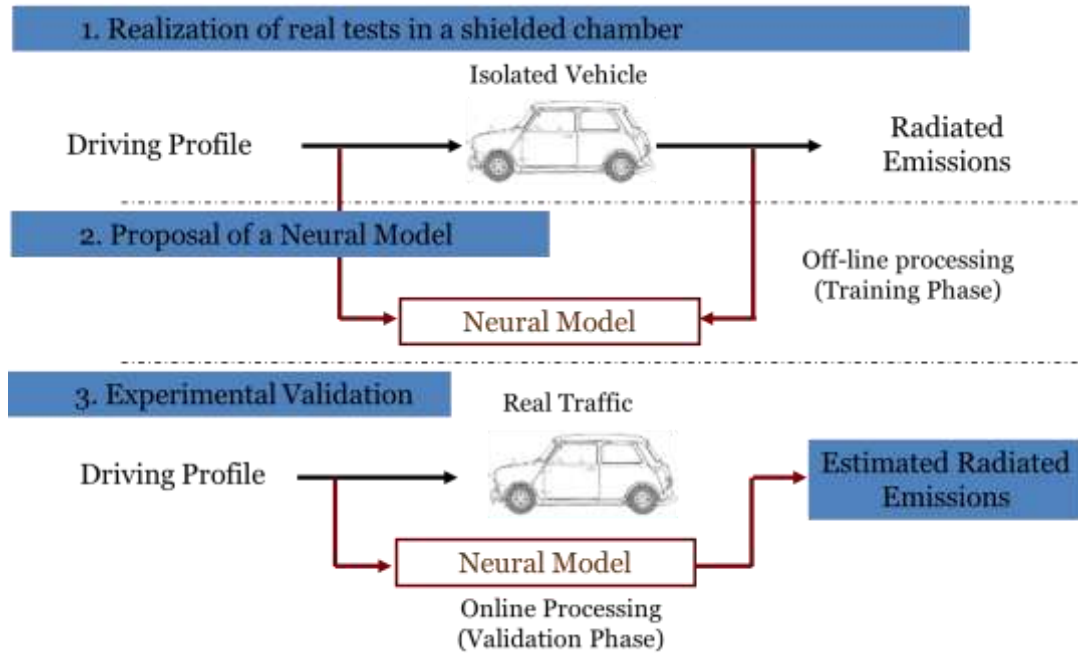 1. Realization of real tests in a shielded chamber
Isolated Vehicle
Driving Profile
Radiated
Emissions
2. Proposal of a Neural Model
Off-line processing
(Training Phase)
Neural Model
3. Experimental Validation
Real Traffic
Driving Profile
Estimated Radiated
Emissions
Neural Model
Online Processing
(Validation Phase)